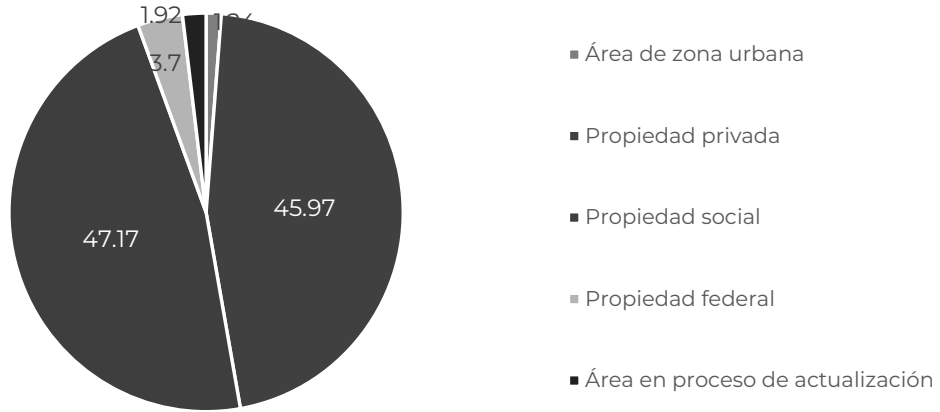 1.92
3.7
47.17
45.97
Área de zona urbana
Propiedad privada
Propiedad social
Propiedad federal
Área en proceso de actualización